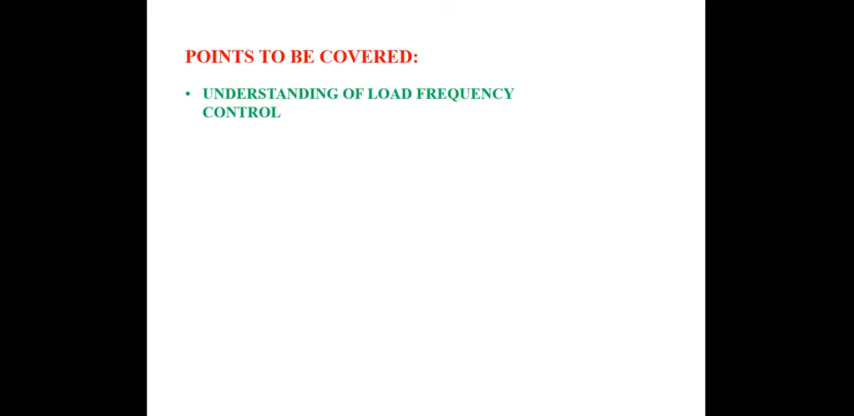 POINTS TO BE COVERED:
• UNDERSTANDING OF LOAD FREQUENCY
CONTROL